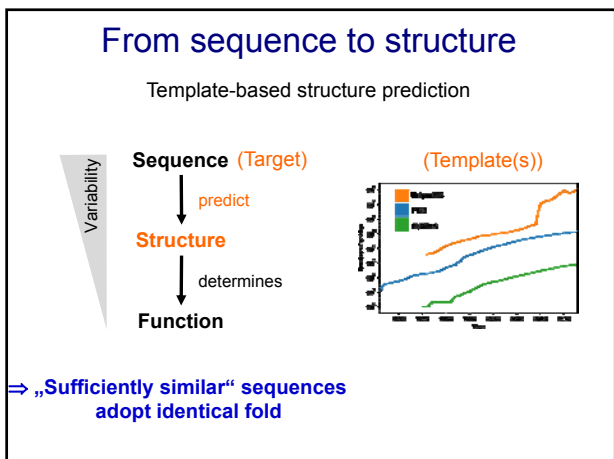 From sequence to structure
Template-based structure prediction
Variability
Sequence (Target)
predict
Structure
determines
Function
(Template(s))
⇒ „Sufficiently similar“ sequences
adopt identical fold